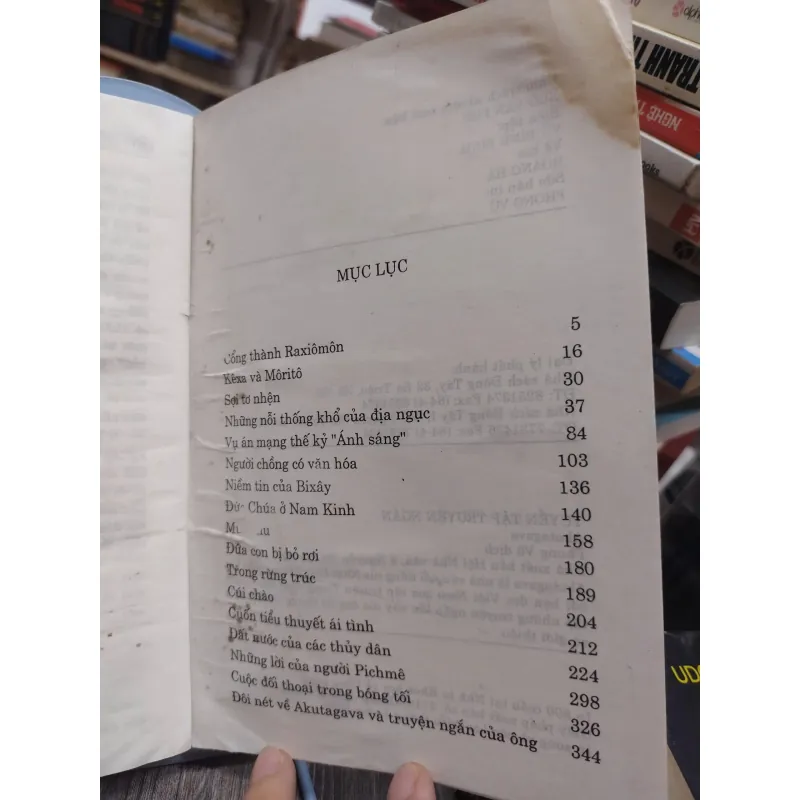 MỤC LỤC
Cổng thành Raxiômôn 5
Kêxa và Môritô 16
Sợi tơ nhện 30
Những nỗi thống khổ của địa ngục 37
Vụ án mạng thế kỷ "Ánh sáng" 84
Người chồng có văn hóa 103
Niềm tin của Bixây 136
Chúa ở Nam Kinh 140
158
Đứa con bị bỏ rơi 180
Trong rừng trúc 189
Cúi chào 204
Cuốn tiểu thuyết ái tình 212
Đất nước của các thủy dân 224
Những lời của người Pichmê 298
Cuộc đối thoại trong bóng tối 326
Đôi nét về Akutagava và truyện ngắn của ông 344
TRANH
NGHỆ